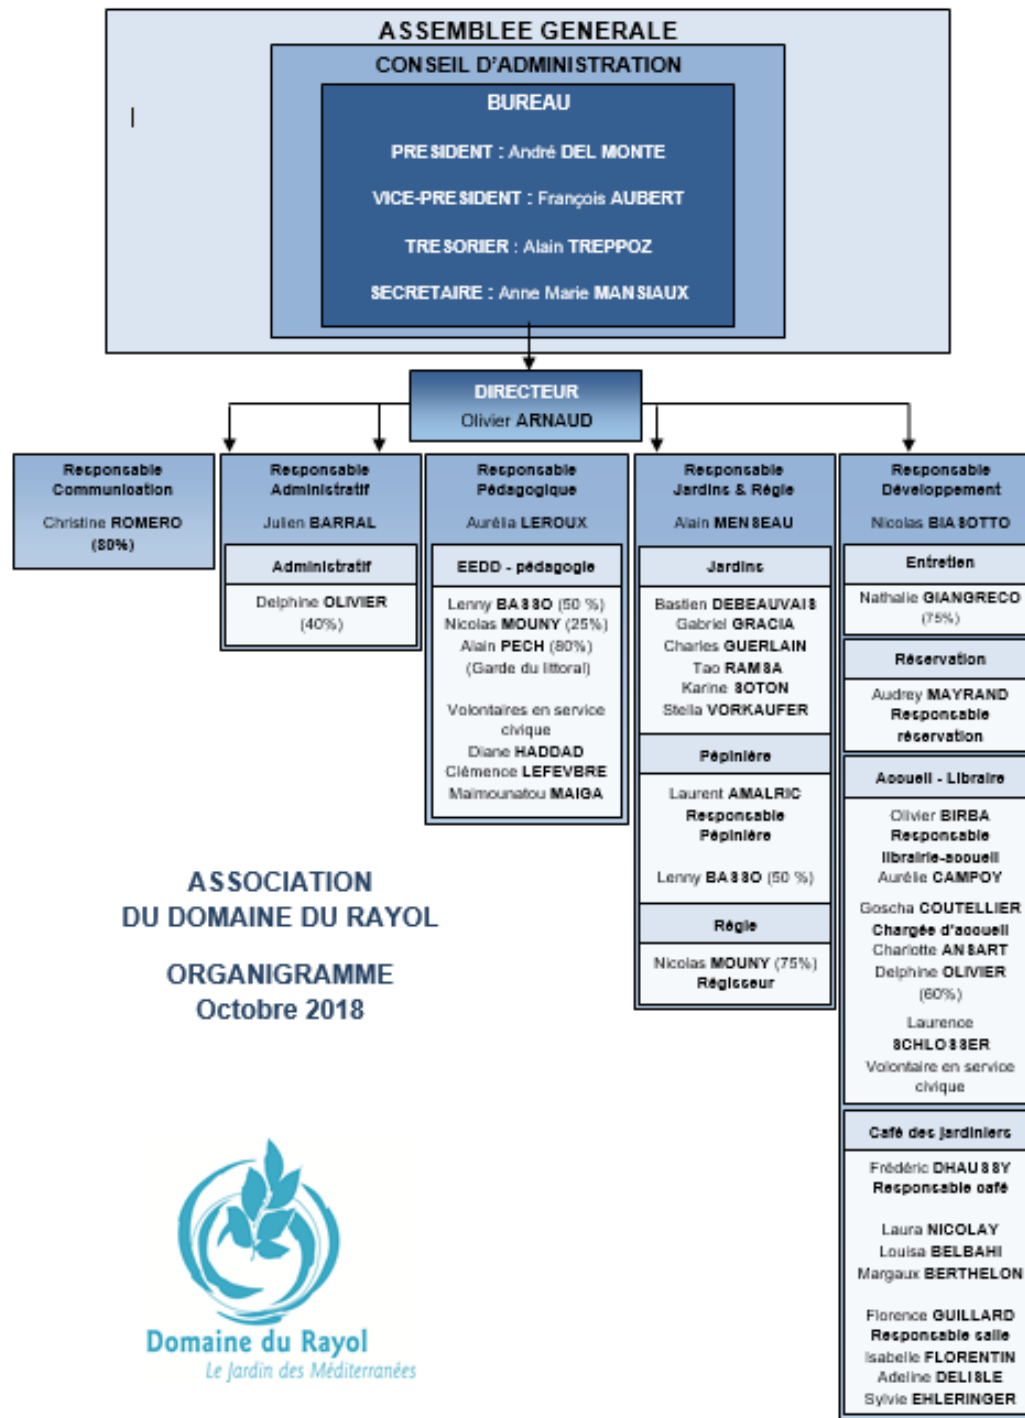 ASSEMBLEE GENERALE
CONSEIL D'ADMINISTRATION
BUREAU
PRESIDENT : André DEL MONTE
VICE-PRESIDENT : François AUBERT
TRESORIER : Alain TREPPOZ
SECRETAIRE : Anne Marie MANSIAUX
DIRECTEUR
Olivier ARNAUD
Responsable
Communication
Christine ROMERO
(80%)
Responsable
Administratif
Julien BARRAL
Administratif
Delphine OLIVIER
(40%)
Responsable
Pédagogique
Aurélia LEROUX
EEDD - pédagogie
Lenny BASSO (50 %)
Nicolas MOUNY (25%)
Alain PECH (80%)
(Garde du littoral)
Volontaires en service
civique
Diane HADDAD
Clémence LEFEVBRE
Maimounatou MAIGA
Responsable
Jardins & Régie
Alain MENSEAU
Jardins
Bastien DEBEAUVAIS
Gabriel GRACIA
Charles GUERLAIN
Tao RAMSA
Karine SOTON
Stella VORKAUFER
Pépinière
Laurent AMALRIC
Responsable
Pépinière
Lenny BASSO (50 %)
Régie
Nicolas MOUNY (75%)
Régisseur
Responsable
Développement
Nicolas BIASOTTO
Entretien
Nathalie GIANGRECO
(75%)
Réservation
Audrey MAYRAND
Responsable
réservation
Accueil - Libraire
Olivier BIRBA
Responsable
librairie-accueil
Aurélie CAMPOY
Goscha COUTELLIER
Chargée d'accueil
Charlotte ANSART
Delphine OLIVIER
(60%)
Laurence
SCHLOSSER
Volontaire en service
civique
Café des jardiniers
Frédéric DHAUSSY
Responsable café
Laura NICOLAY
Louisa BELBAHI
Margaux BERTHELON
Florence GUILLARD
Responsable salle
Isabelle FLORENTIN
Adeline DELISLE
Sylvie EHLERINGER
ASSOCIATION
DU DOMAINE DU RAYOL
ORGANIGRAMME
Octobre 2018
Domaine du Rayol
Le Jardin des Méditerranées